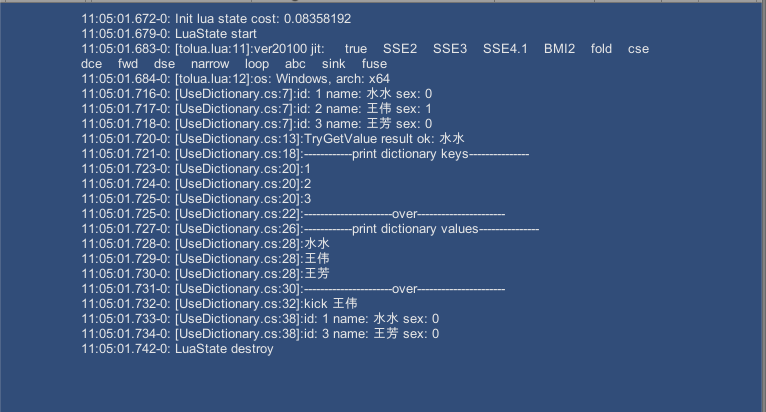 11:05:01.672-0: Init lua state cost: 0.08358192
11:05:01.679-0: LuaState start
11:05:01.683-0: [tolua.lua:11]:ver20100 jit: true SSE2 SSE3 SSE4.1 BMI2 fold cse
dce fwd dse narrow loop abc sink fuse
11:05:01.684-0: [tolua.lua:12]:os: Windows, arch: x64
11:05:01.716-0: [UseDictionary.cs:7]:id: 1 name: 水水 sex: 0
11:05:01.717-0: [UseDictionary.cs:7]:id: 2 name: 王伟 sex: 1
11:05:01.718-0: [UseDictionary.cs:7]:id: 3 name: 王芳 sex: 0
11:05:01.720-0: [UseDictionary.cs:13]:TryGetValue result ok: 水水
11:05:01.721-0: [UseDictionary.cs:18]:------------print dictionary keys---------------
11:05:01.723-0: [UseDictionary.cs:20]:1
11:05:01.724-0: [UseDictionary.cs:20]:2
11:05:01.725-0: [UseDictionary.cs:20]:3
11:05:01.725-0: [UseDictionary.cs:22]:----------------------over----------------------
11:05:01.727-0: [UseDictionary.cs:26]:------------print dictionary values---------------
11:05:01.728-0: [UseDictionary.cs:28]:水水
11:05:01.729-0: [UseDictionary.cs:28]:王伟
11:05:01.730-0: [UseDictionary.cs:28]:王芳
11:05:01.731-0: [UseDictionary.cs:30]:----------------------over----------------------
11:05:01.732-0: [UseDictionary.cs:32]:kick 王伟
11:05:01.733-0: [UseDictionary.cs:38]:id: 1 name: 水水 sex: 0
11:05:01.734-0: [UseDictionary.cs:38]:id: 3 name: 王芳 sex: 0
11:05:01.742-0: LuaState destroy